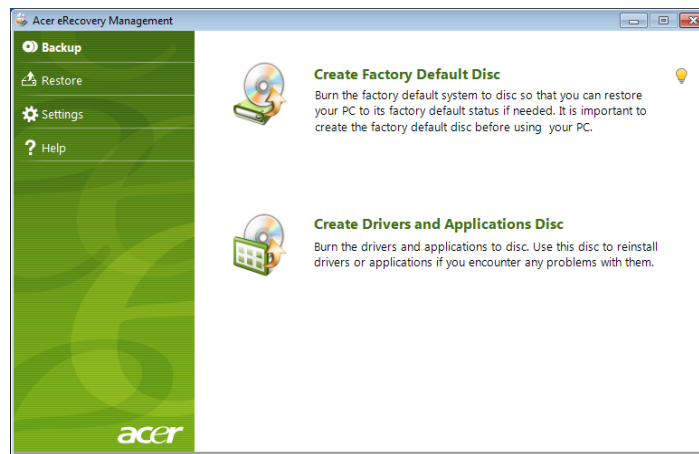 Acer eRecovery Management
Backup
Restore
Settings
? Help
Create Factory Default Disc
Burn the factory default system to disc so that you can restore
your PC to its factory default status if needed. It is important to
create the factory default disc before using your PC.
Create Drivers and Applications Disc
Burn the drivers and applications to disc. Use this disc to reinstall
drivers or applications if you encounter any problems with them.
acer